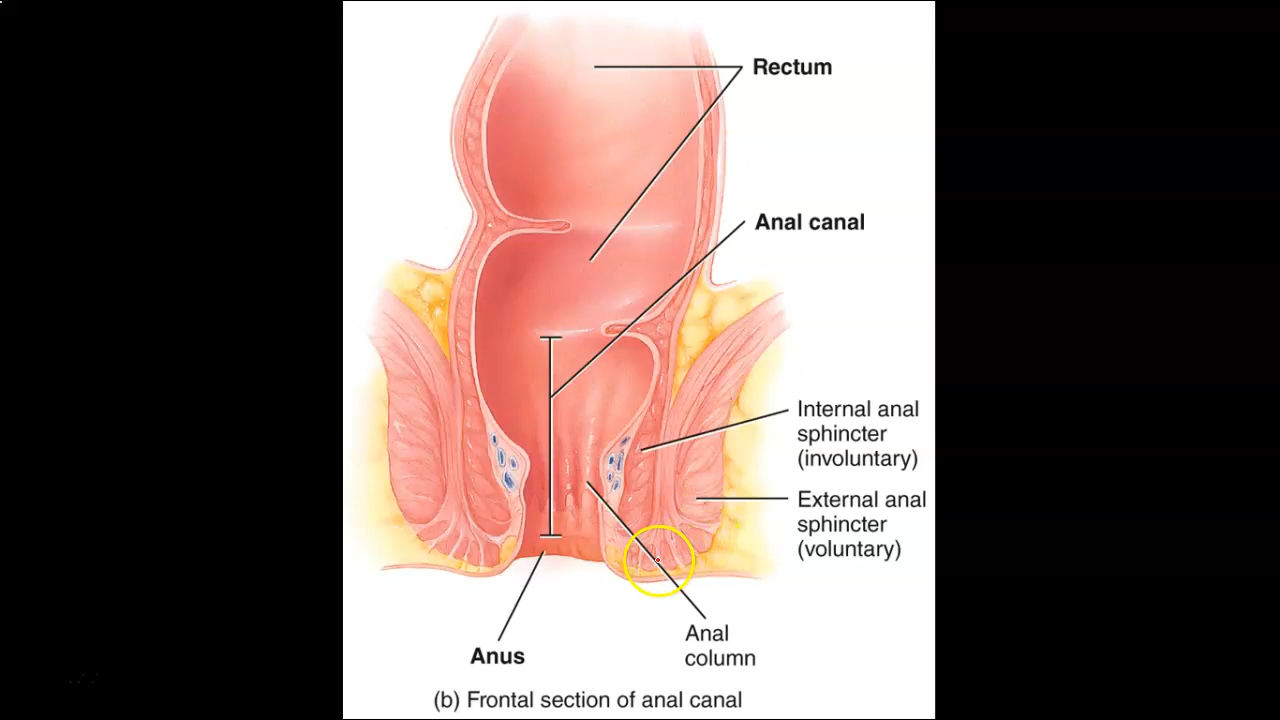 Rectum
Anal canal
Internal anal
sphincter
(involuntary)
External anal
sphincter
(voluntary)
Anal
column
Anus
(b) Frontal section of anal canal